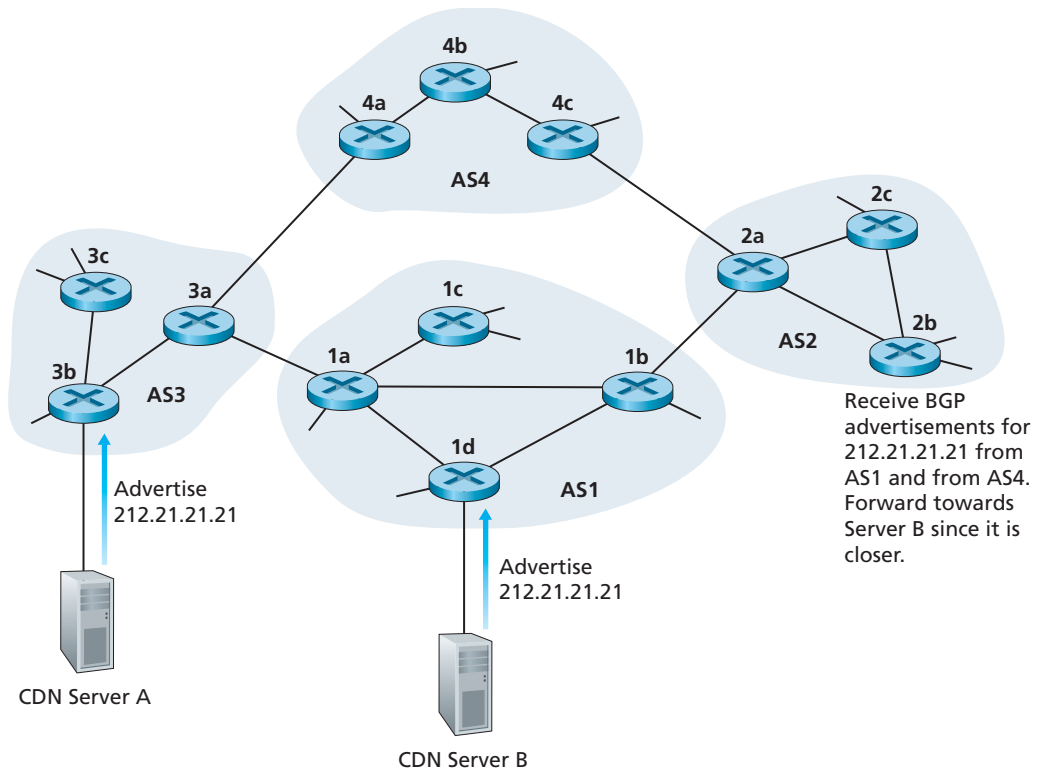 4b
4a
4c
AS4
2c
2a
3c
3a
1c
AS2
2b
1a
1b
3b
AS3
Receive BGP
advertisements for
212.21.21.21 from
AS1 and from AS4.
Forward towards
Server B since it is
closer.
1d
AS1
Advertise
212.21.21.21
Advertise
212.21.21.21
CDN Server A
CDN Server B